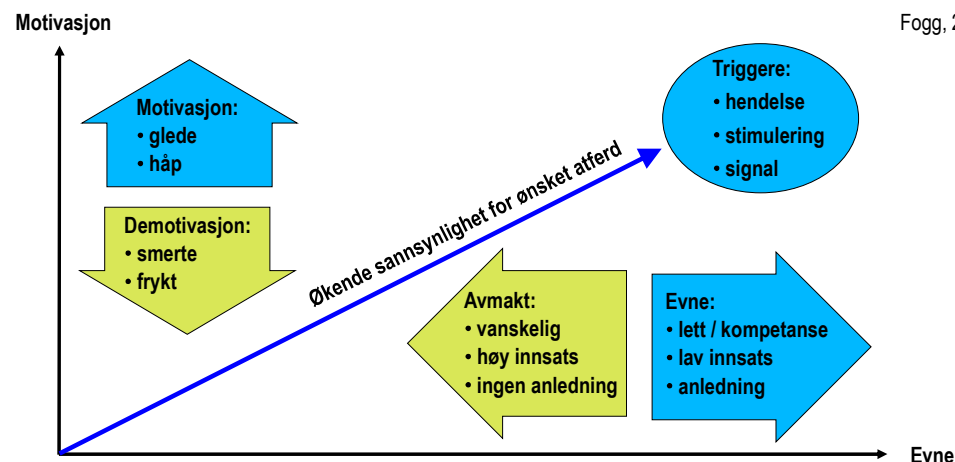 Motivasjon
Fogg, 2
Motivasjon:
• glede
• håp
Triggere:
• hendelse
• stimulering
• signal
Demotivasjon:
• smerte
• frykt
Økende sannsynlighet for ønsket atferd
Avmakt:
• vanskelig
• høy innsats
• ingen anledning
Evne:
• lett / kompetanse
• lav innsats
• anledning
Evne